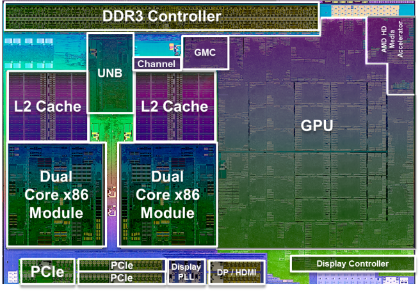 DDR3 Controller
UNB
Channel
GMC
AMD HD
Media
Accelerator
L2 Cache
L2 Cache
GPU
Dual
Core x86
Module
Dual
Core x86
Module
PCIe
PCIe
PCIe
Display
PLL
DP / HDMI
Display Controller